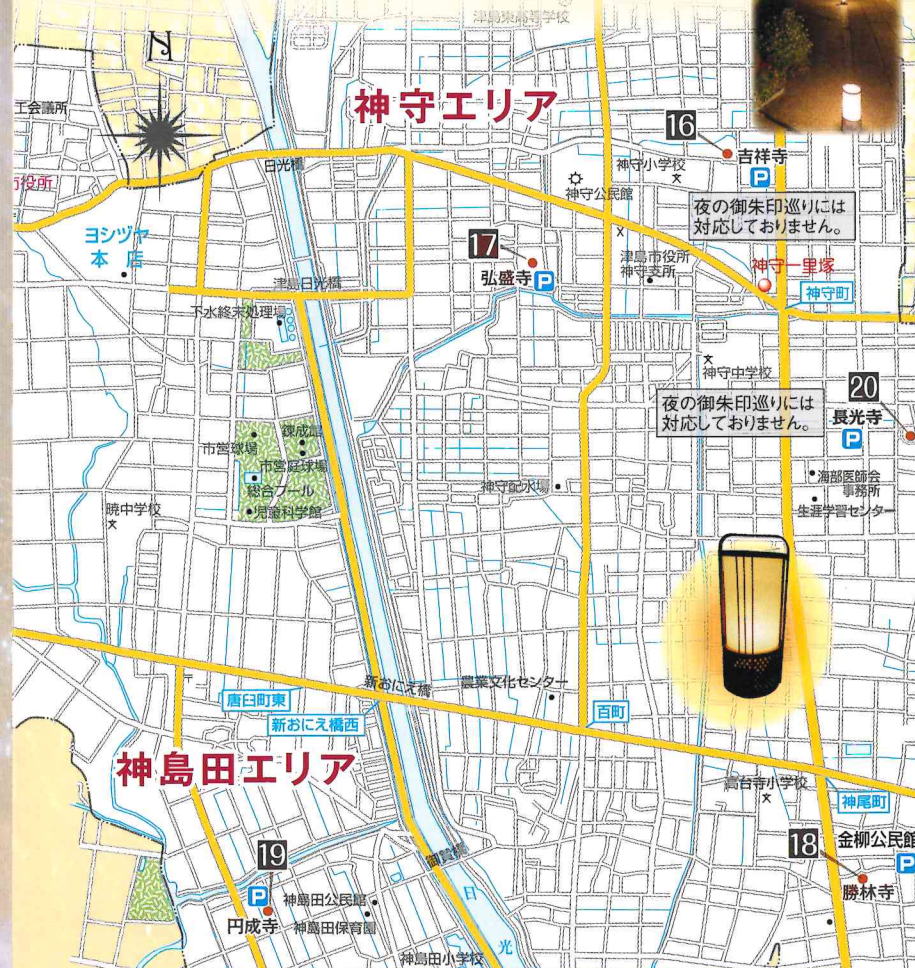 津島東高等学校
N
工会議所
市役所
神守エリア
日光橋
16
吉祥寺
P
神守小学校
神守公民館
夜の御朱印巡りには
対応しておりません。
ヨシヅヤ
本店
17
弘盛寺
P
津島市役所
神守支所
神守一里塚
神守町
津島日光橋
下水終末処理場
神守中学校
夜の御朱印巡りには
対応しておりません。
20
長光寺
P
錬成館
市営球場
市営庭球場
総合プール
児童科学館
暁中学校
神守配水場
海部医師会
事務所
生涯学習センター
新おにえ橋
農業文化センター
唐臼町東
新おにえ橋西
百町
神島田エリア
高台寺小学校
神尾町
19
P
円成寺
神島田公民館
神島田保育園
神島田小学校
日
光
18
金柳公民館
P
勝林寺